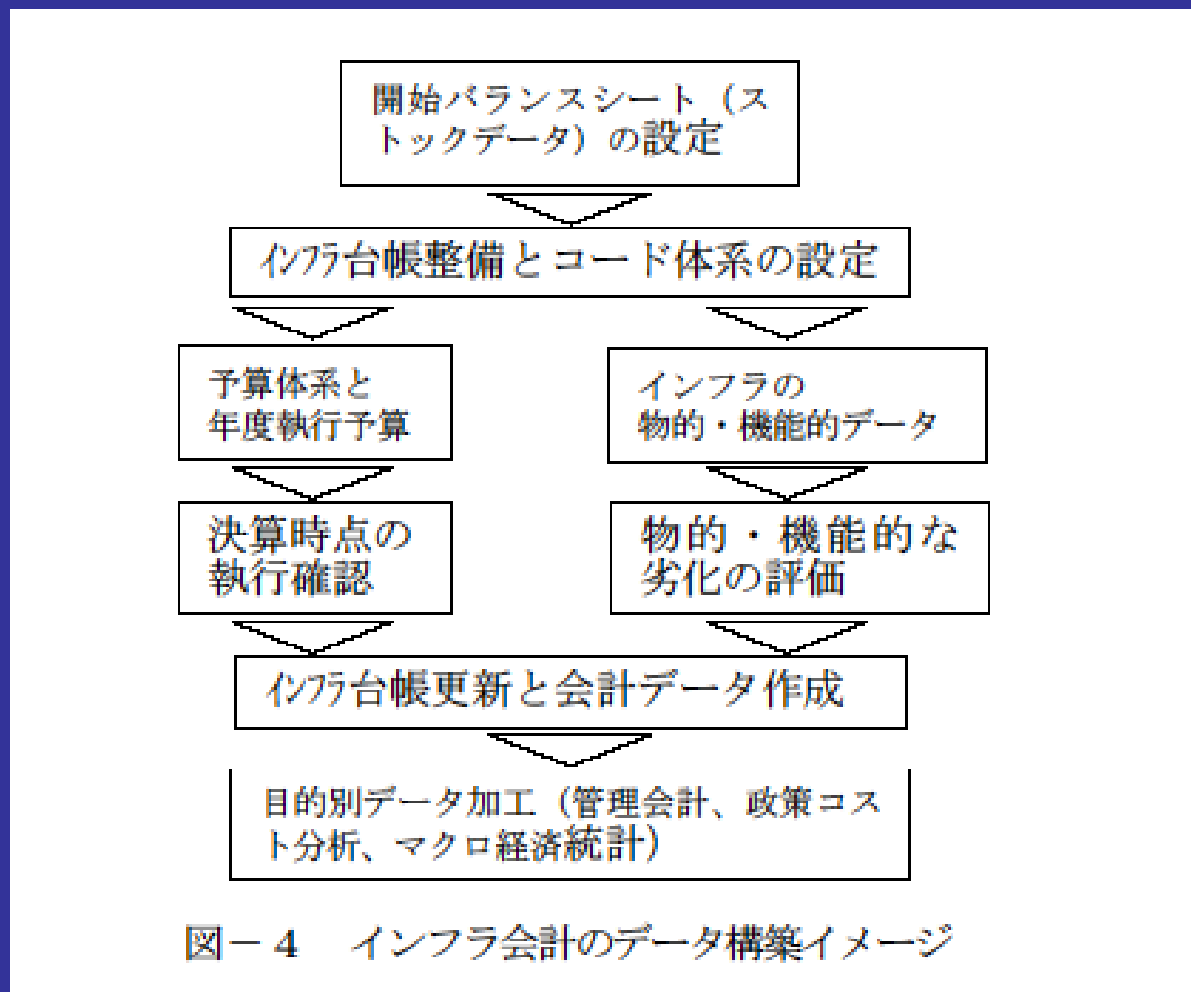 開始バランスシート（ス
トックデータ）の設定
ｲﾝﾌﾗ台帳整備とコード体系の設定
予算体系と
年度執行予算
インフラの
物的・機能的データ
決算時点の
執行確認
物的・機能的な
劣化の評価
ｲﾝﾌﾗ台帳更新と会計データ作成
目的別データ加工（管理会計、政策コス
ト分析、マクロ経済統計）
図－４　インフラ会計のデータ構築イメージ